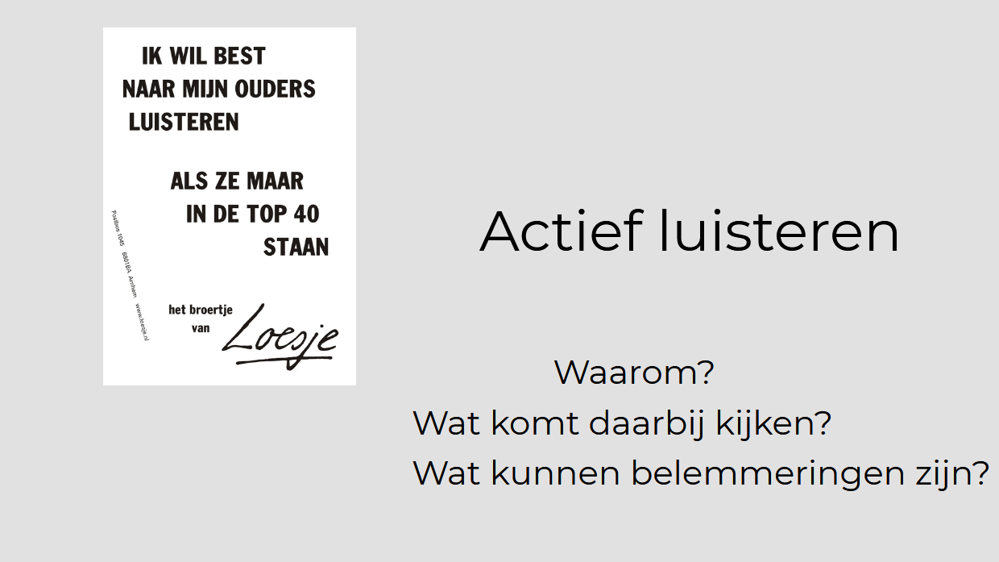 IK WIL BEST
NAAR MIJN OUDERS
LUISTEREN
ALS ZE MAAR
IN DE TOP 40
STAAN
Postbus 1045 6801BA Arnhem www.loesje.nl
het broertje
van
Loesje
Actief luisteren
Waarom?
Wat komt daarbij kijken?
Wat kunnen belemmeringen zijn?